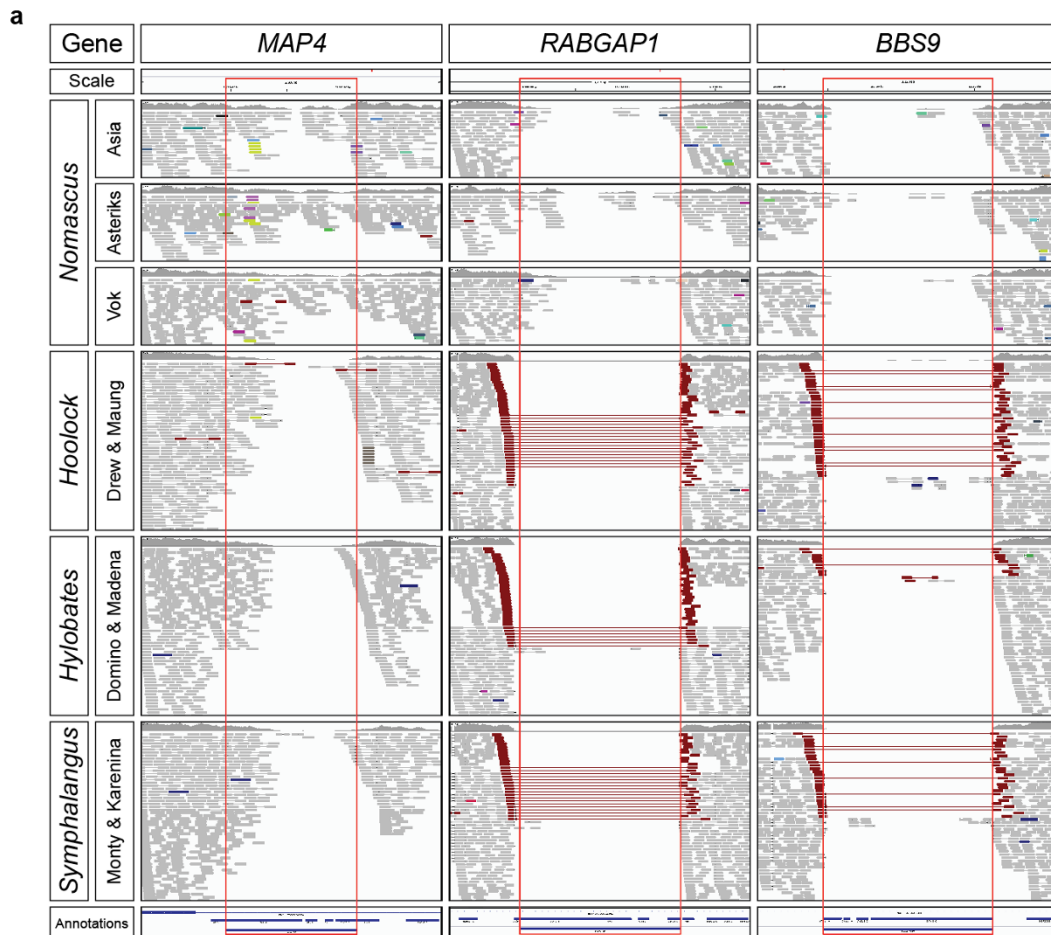 a
Gene
MAP4
RABGAP1
BBS9
Scale
Nomascus
Asia
Asteriks
Vok
Hoolock
Drew & Maung
Hylobates
Domino & Madena
Symphalangus
Monty & Karenina
Annotations